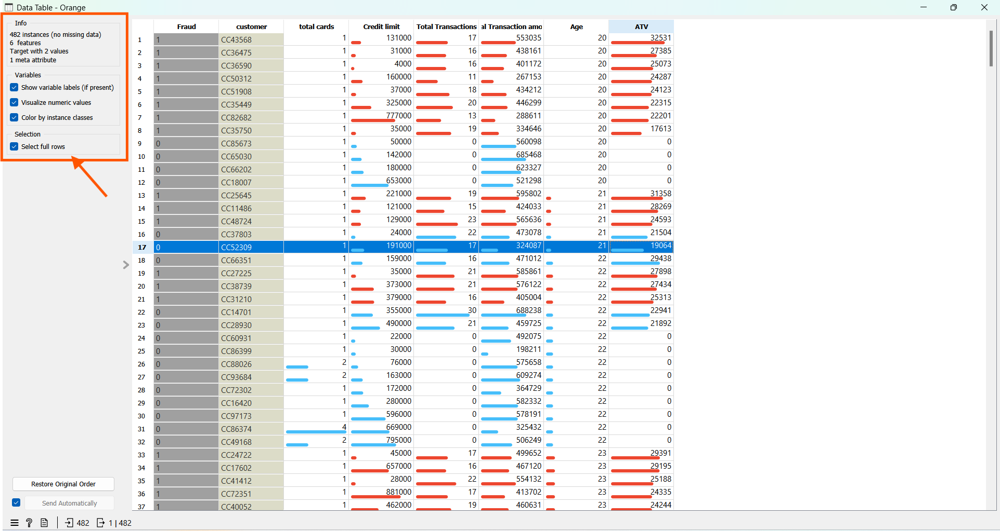 Data Table - Orange
Info
482 instances (no missing data)
6 features
Target with 2 values
1 meta attribute
Variables
Show variable labels (if present)
Visualize numeric values
Color by instance classes
Selection
Select full rows
Restore Original Order
Send Automatically
482
1 | 482
Fraud customer total cards Credit limit Total Transactions al Transaction amo Age ATV
1 1 CC43568 1 131000 17 553035 20 32531
2 1 CC36475 1 31000 16 438161 20 27385
3 1 CC36590 1 4000 16 401172 20 25073
4 1 CC50312 1 160000 11 267153 20 24287
5 1 CC51908 1 37000 18 434212 20 24123
6 1 CC35449 1 325000 20 446299 20 22315
7 1 CC82682 1 777000 13 288611 20 22201
8 1 CC35750 1 35000 19 334646 20 17613
9 0 CC85673 1 50000 0 560098 20 0
10 0 CC65030 1 142000 0 685468 20 0
11 0 CC66202 1 180000 0 623327 20 0
12 0 CC18007 1 653000 0 521298 20 0
13 1 CC25645 1 221000 19 595802 21 31358
14 1 CC11486 1 121000 15 424033 21 28269
15 1 CC48724 1 129000 23 565636 21 24593
16 0 CC37803 1 24000 22 473078 21 21504
17 0 CC52309 1 191000 17 324087 21 19064
18 0 CC66351 1 159000 16 471012 22 29438
19 1 CC27225 1 35000 21 585861 22 27898
20 1 CC38739 1 373000 21 576122 22 27434
21 1 CC31210 1 379000 16 405004 22 25313
22 0 CC14701 1 355000 30 688238 22 22941
23 0 CC28930 1 490000 21 459725 22 21892
24 0 CC60931 1 22000 0 492075 22 0
25 0 CC86399 1 30000 0 198211 22 0
26 0 CC88026 2 76000 0 575658 22 0
27 0 CC93684 2 163000 0 609274 22 0
28 0 CC72302 1 172000 0 364729 22 0
29 0 CC16420 1 280000 0 582332 22 0
30 0 CC97173 1 596000 0 578191 22 0
31 0 CC86374 4 669000 0 325432 22 0
32 0 CC49168 2 795000 0 506249 22 0
33 1 CC24722 1 45000 17 499652 23 29391
34 1 CC17602 1 657000 16 467120 23 29195
35 1 CC41412 1 28000 22 554132 23 25188
36 1 CC72351 1 881000 17 413702 23 24335
37 1 CC40052 1 462000 19 460631 23 24244